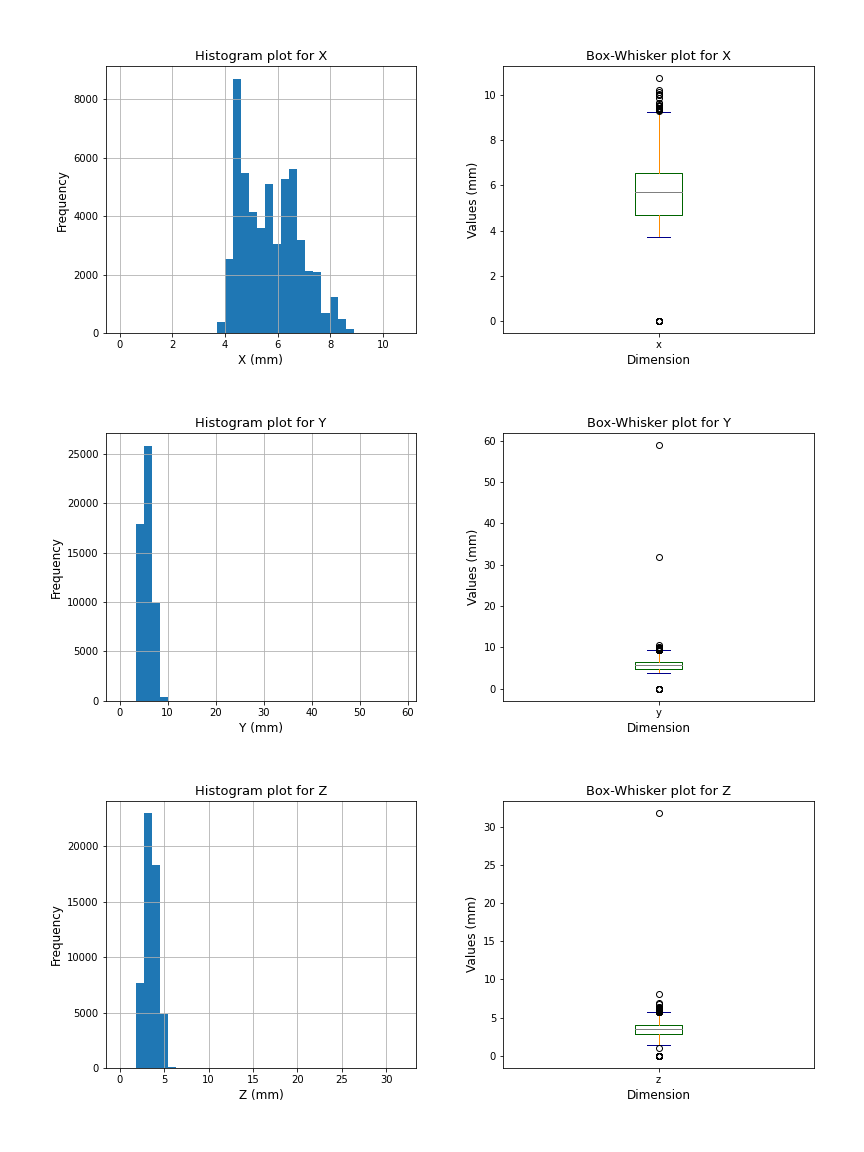 Histogram plot for X
8000
6000
4000
2000
0
Frequency
0 2 4 6 8 10
X (mm)
Box-Whisker plot for X
10
8
6
4
2
0
Values (mm)
x
Dimension
Histogram plot for Y
25000
20000
15000
10000
5000
0
Frequency
0 10 20 30 40 50 60
Y (mm)
Box-Whisker plot for Y
60
50
40
30
20
10
0
Values (mm)
y
Dimension
Histogram plot for Z
20000
15000
10000
5000
0
Frequency
0 5 10 15 20 25 30
Z (mm)
Box-Whisker plot for Z
30
25
20
15
10
5
0
Values (mm)
z
Dimension